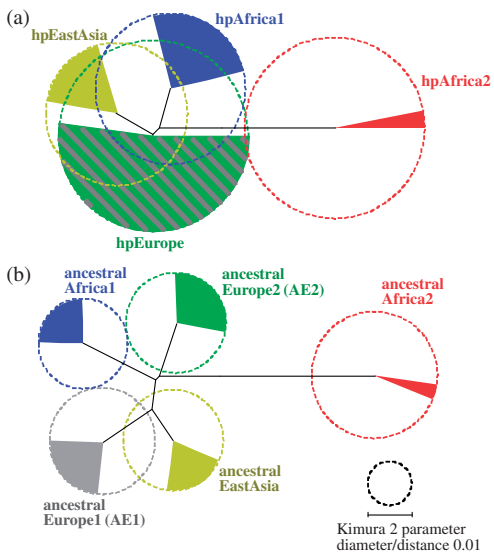 (a)
hpAfrica1
hpEastAsia
hpAfrica2
hpEurope
(b)
ancestral
Africa1
ancestral
Europe2 (AE2)
ancestral
Africa2
ancestral
Europe1 (AE1)
ancestral
EastAsia
Kimura 2 parameter
diameter/distance 0.01